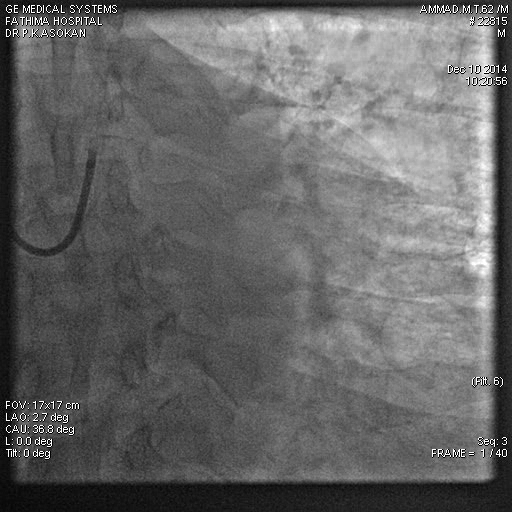 GE MEDICAL SYSTEMS
FATHIMA HOSPITAL
DR P.K.ASOKAN
AMMAD.M.T.62 /M
# 22815
M
Dec 10 2014
10:20:56
(Filt. 6)
FOV: 17x17 cm
LAO: 2.7 deg
CAU: 36.8 deg
L: 0.0 deg
Tilt: 0 deg
Seq: 3
FRAME = 1 / 40